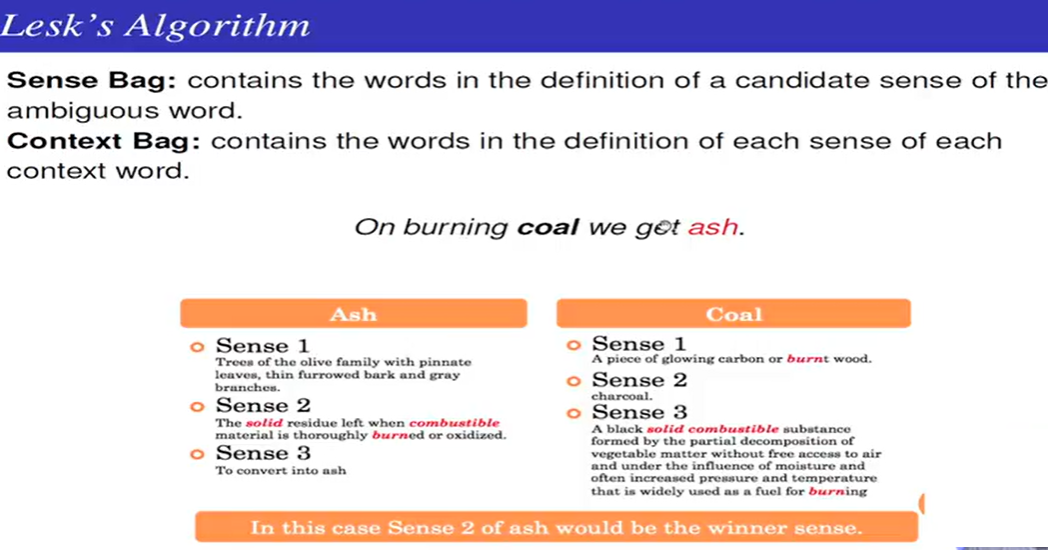 Lesk's Algorithm
Sense Bag: contains the words in the definition of a candidate sense of the
ambiguous word.
Context Bag: contains the words in the definition of each sense of each
context word.
On burning coal we get ash.
Ash
Sense 1
Trees of the olive family with pinnate
leaves, thin furrowed bark and gray
branches.
Sense 2
The solid residue left when combustible
material is thoroughly burned or oxidized.
Sense 3
To convert into ash
Coal
Sense 1
A piece of glowing carbon or burnt wood.
Sense 2
charcoal.
Sense 3
A black solid combustible substance
formed by the partial decomposition of
vegetable matter without free access to air
and under the influence of moisture and
often increased pressure and temperature
that is widely used as a fuel for burning
In this case Sense 2 of ash would be the winner sense.